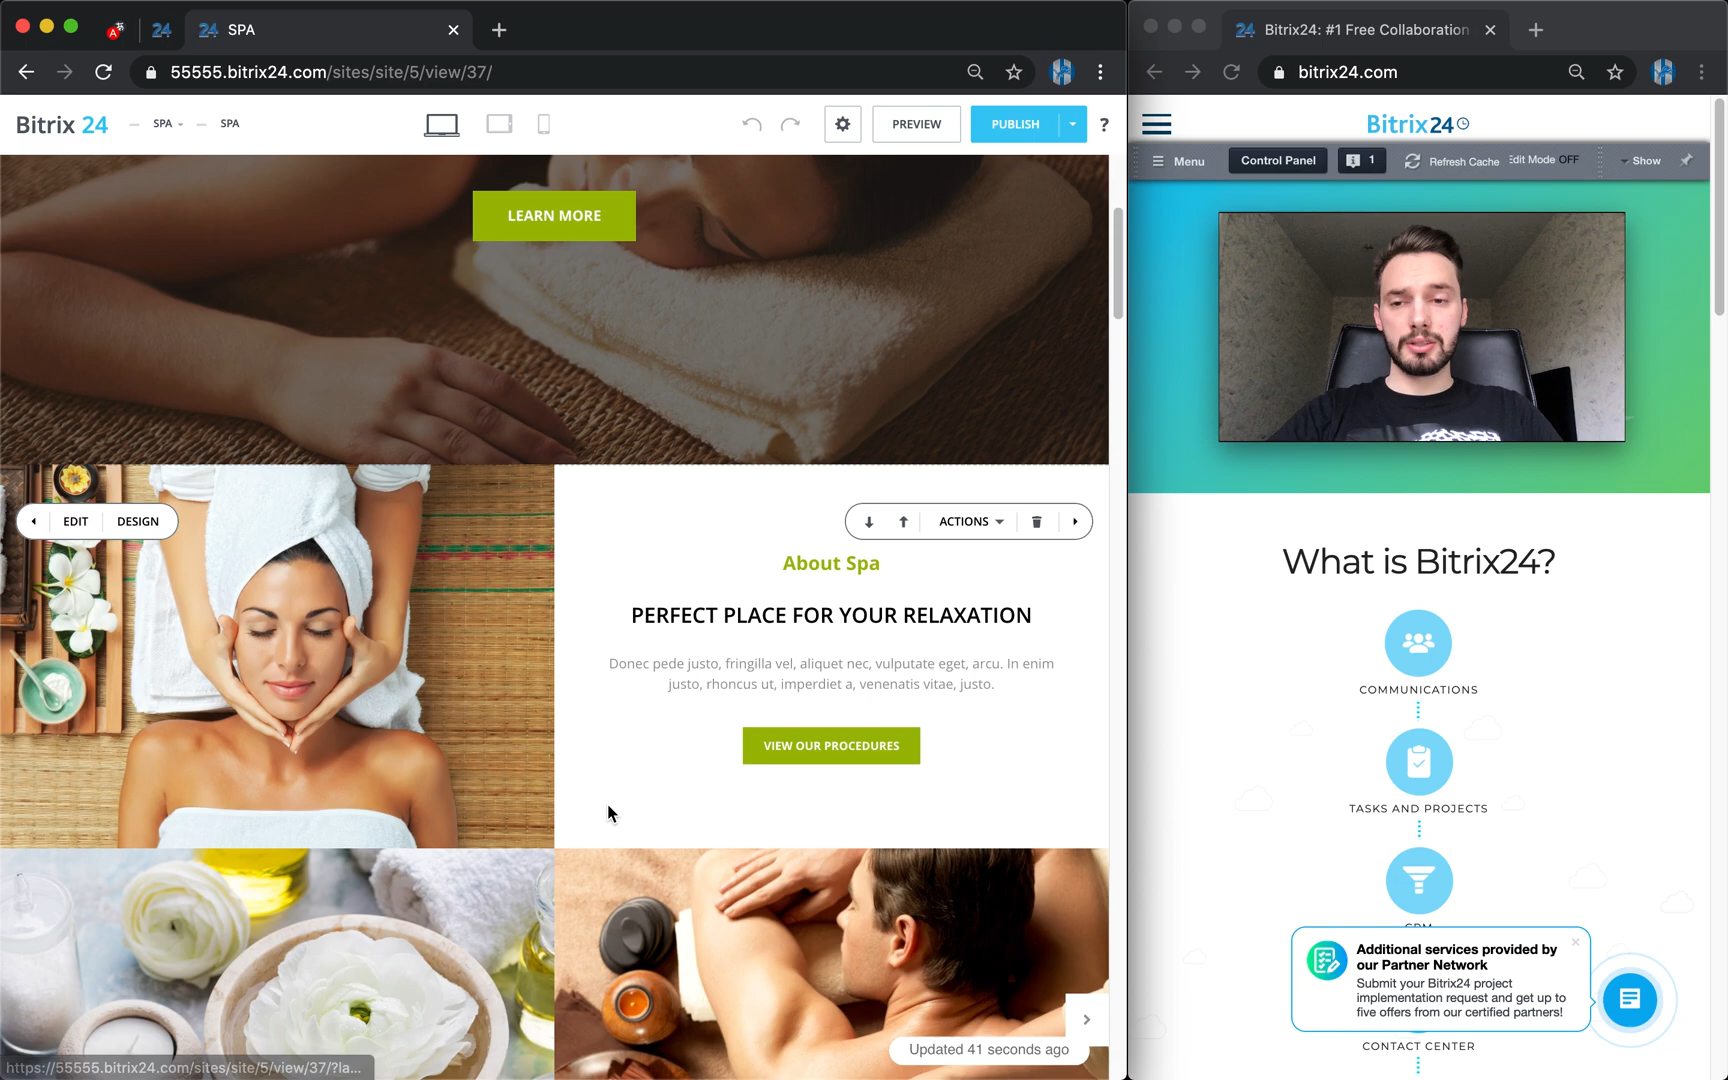 SPA
55555.bitrix24.com/sites/site/5/view/37/
Bitrix 24
SPA
SPA
PREVIEW
PUBLISH
?
LEARN MORE
EDIT
DESIGN
ACTIONS
About Spa
PERFECT PLACE FOR YOUR RELAXATION
Donec pede justo, fringilla vel, aliquet nec, vulputate eget, arcu. In enim
justo, rhoncus ut, imperdiet a, venenatis vitae, justo.
VIEW OUR PROCEDURES
Updated 41 seconds ago
https://55555.bitrix24.com/sites/site/5/view/37/?la...
24
24
24
Bitrix24: #1 Free Collaboration
bitrix24.com
Bitrix24
Menu
Control Panel
1
Refresh Cache
Edit Mode OFF
Show
What is Bitrix24?
COMMUNICATIONS
TASKS AND PROJECTS
CRM
Additional services provided by
our Partner Network
Submit your Bitrix24 project
implementation request and get up to
five offers from our certified partners!
CONTACT CENTER